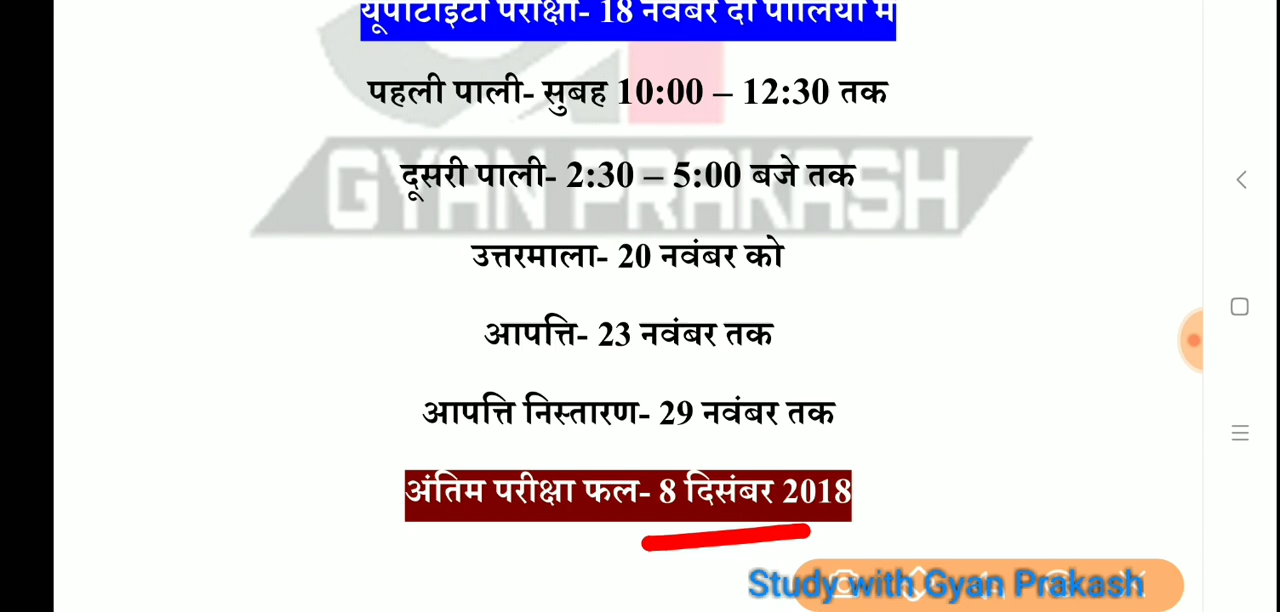 यूपीटीईटी परीक्षा- 18 नवंबर दो पालियों में
पहली पाली- सुबह 10:00 – 12:30 तक
GYAN PRAKASH
दूसरी पाली- 2:30 – 5:00 बजे तक
उत्तरमाला- 20 नवंबर को
आपत्ति- 23 नवंबर तक
आपत्ति निस्तारण- 29 नवंबर तक
अंतिम परीक्षा फल- 8 दिसंबर 2018
Study with Gyan Prakash